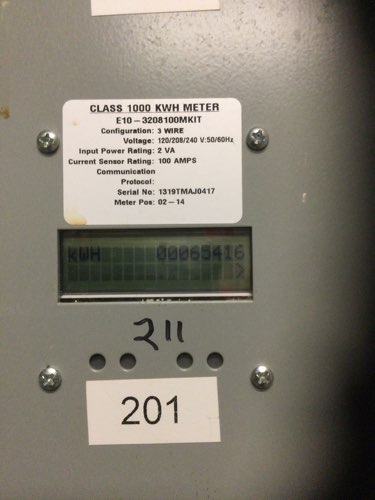 CLASS 1000 KWH METER
E10-3208100MKIT
Configuration: 3 WIRE
Voltage: 120/208/240 V:50/60Hz
Input Power Rating: 2 VA
Current Sensor Rating: 100 AMPS
Communication
Protocol:
Serial No: 1319TMAJ0417
Meter Pos: 02-14
kWH 00065416
>
211
201